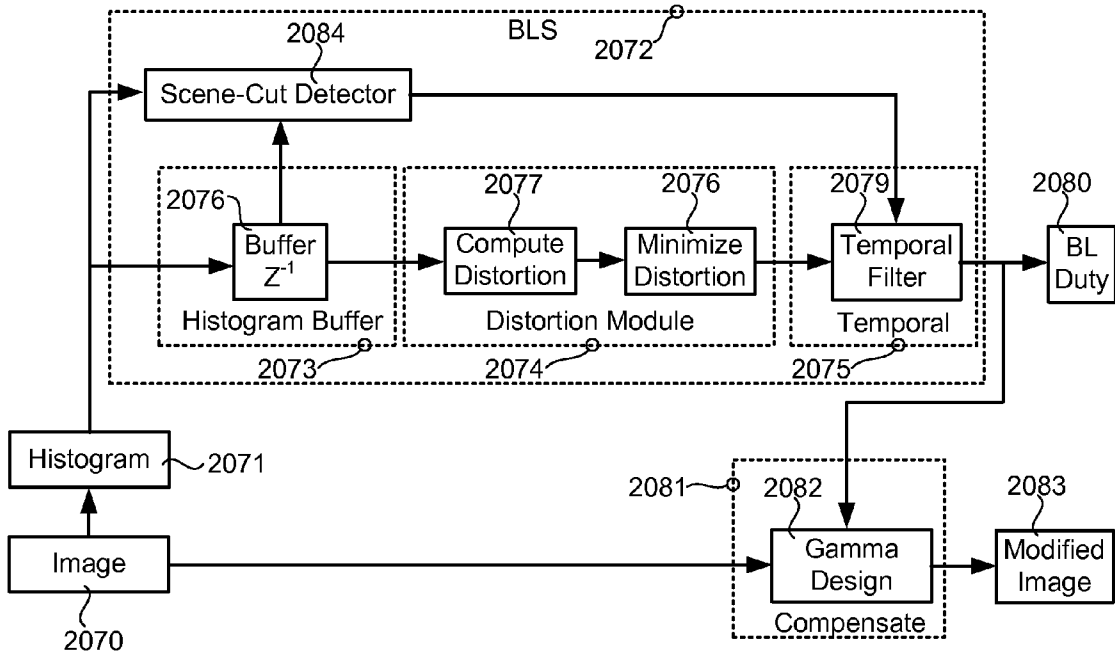 BLS
2072
2084
Scene-Cut Detector
2076
Buffer
Z-1
Histogram Buffer
2073
2077
Compute
Distortion
2076
Minimize
Distortion
Distortion Module
2074
2079
Temporal
Filter
Temporal
2075
2080
BL
Duty
Histogram
2071
Image
2070
2081
2082
Gamma
Design
Compensate
2083
Modified
Image